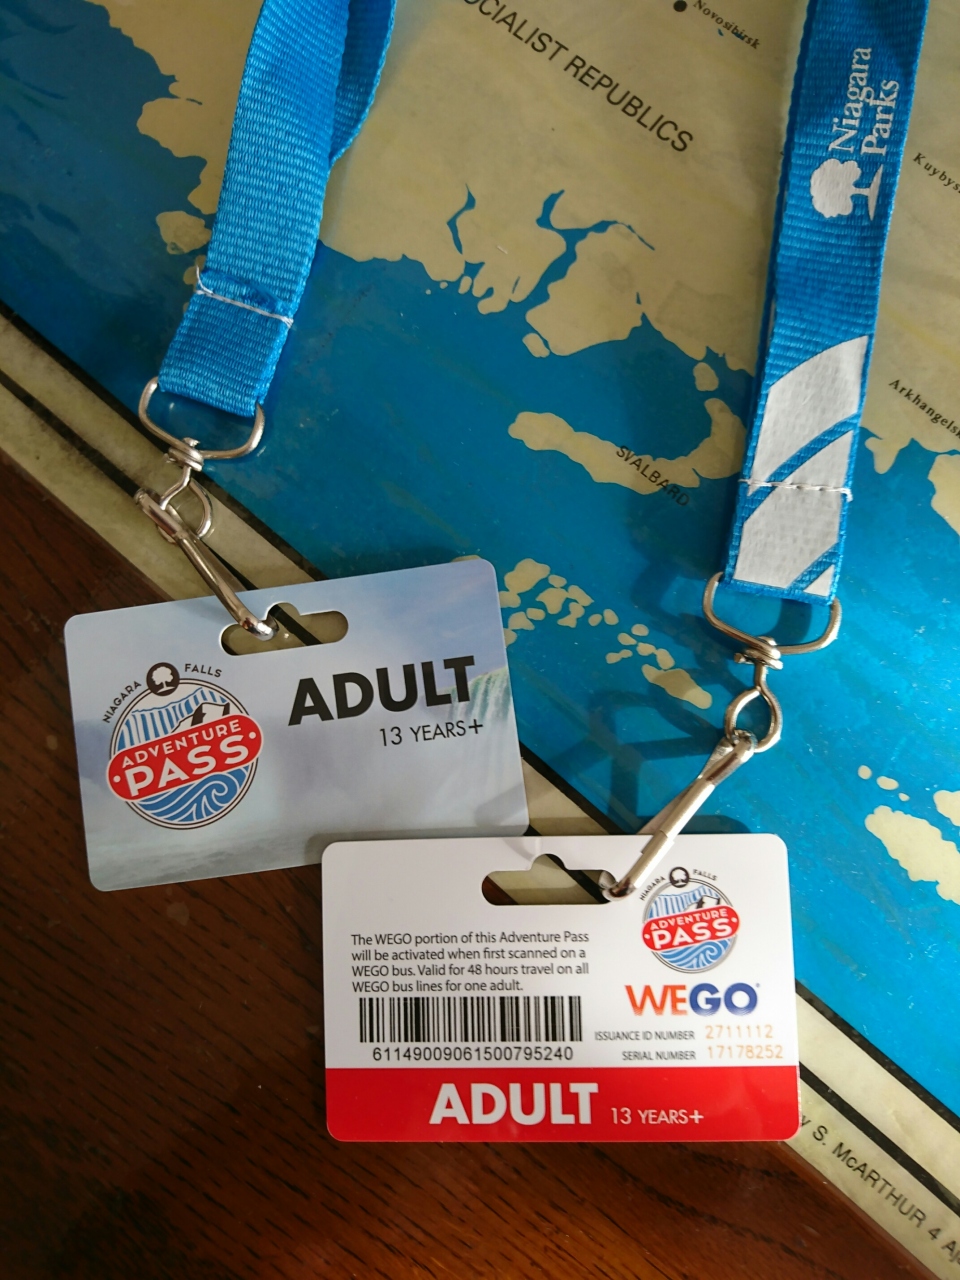 Novosibirsk
SOCIALIST REPUBLICS
Niagara
Parks
Arkhangelsk
SVALBARD
NIAGARA FALLS
ADVENTURE
PASS
ADULT
13 YEARS+
NIAGARA FALLS
ADVENTURE
PASS
The WEGO portion of this Adventure Pass
will be activated when first scanned on a
WEGO bus. Valid for 48 hours travel on all
WEGO bus lines for one adult.
WEGO
61149009061500795240
ISSUANCE ID NUMBER 2711112
SERIAL NUMBER 17178252
ADULT 13 YEARS+
S. McARTHUR 4